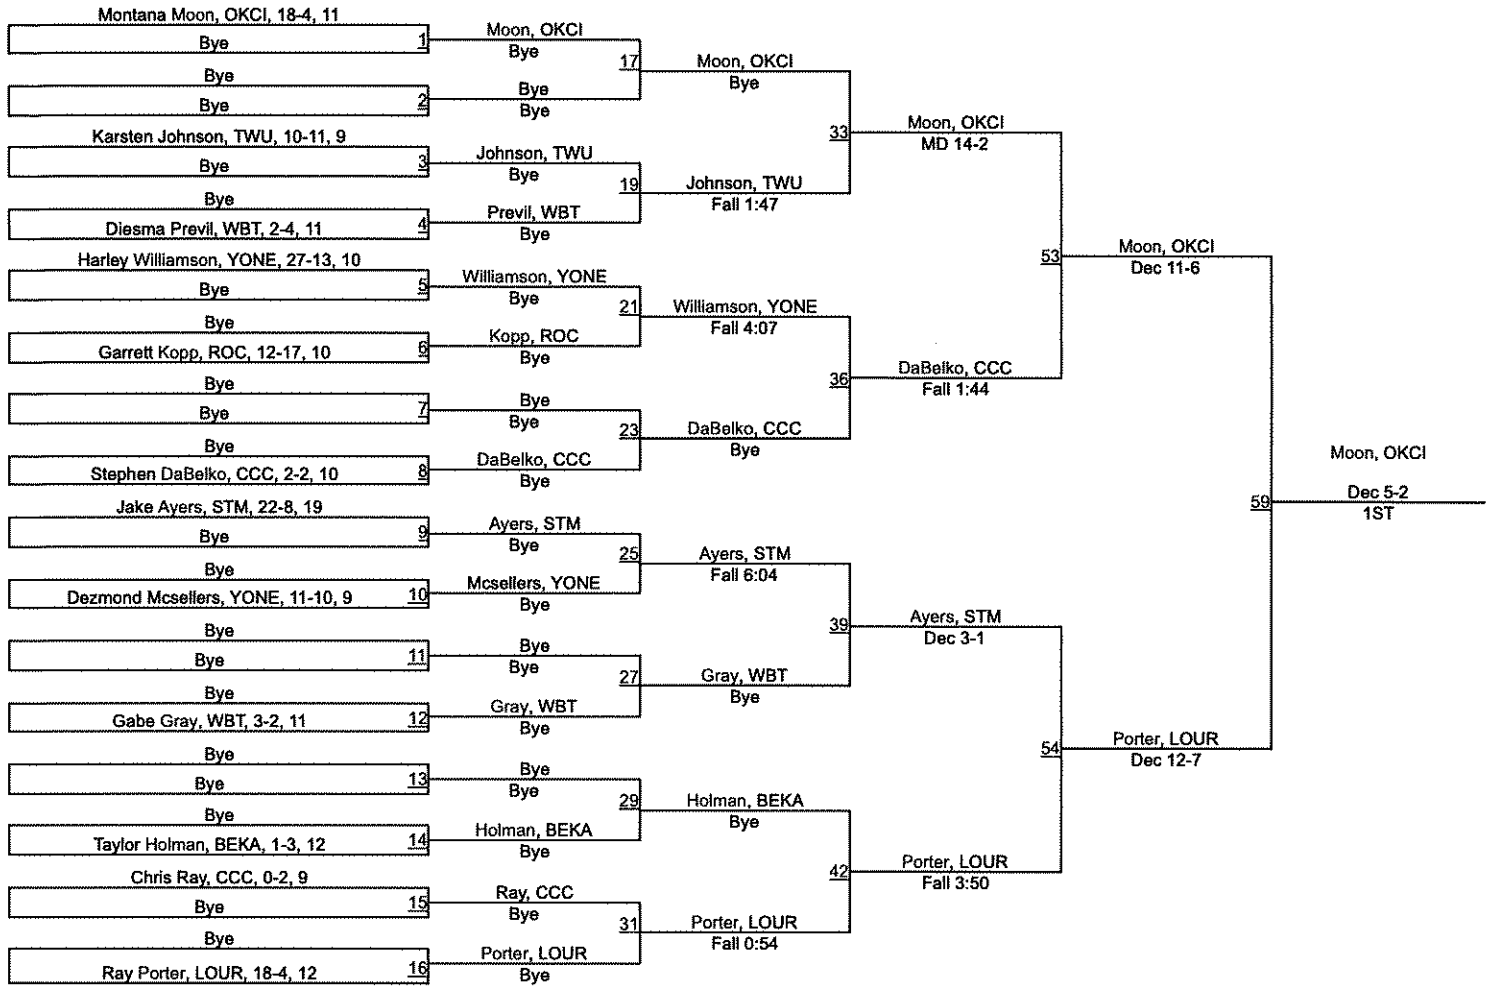 Montana Moon, OKCI, 18-4, 11
Bye
1
Bye
Bye
2
Karsten Johnson, TWU, 10-11, 9
Bye
3
Bye
Diesma Previl, WBT, 2-4, 11
4
Harley Williamson, YONE, 27-13, 10
Bye
5
Bye
Garrett Kopp, ROC, 12-17, 10
6
Bye
Bye
7
Bye
Stephen DaBelko, CCC, 2-2, 10
8
Jake Ayers, STM, 22-8, 19
Bye
9
Bye
Dezmond Mcsellers, YONE, 11-10, 9
10
Bye
Bye
11
Bye
Gabe Gray, WBT, 3-2, 11
12
Bye
Bye
13
Bye
Taylor Holman, BEKA, 1-3, 12
14
Chris Ray, CCC, 0-2, 9
Bye
15
Bye
Ray Porter, LOUR, 18-4, 12
16
Moon, OKCI
Bye
17
Bye
Bye
Johnson, TWU
Bye
19
Previl, WBT
Bye
Williamson, YONE
Bye
21
Kopp, ROC
Bye
Bye
Bye
23
DaBelko, CCC
Bye
Ayers, STM
Bye
25
Mcsellers, YONE
Bye
Bye
Bye
27
Gray, WBT
Bye
Bye
Bye
29
Holman, BEKA
Bye
Ray, CCC
Bye
31
Porter, LOUR
Bye
Moon, OKCI
Bye
33
Johnson, TWU
Fall 1:47
Williamson, YONE
Fall 4:07
36
DaBelko, CCC
Bye
Ayers, STM
Fall 6:04
39
Gray, WBT
Bye
Holman, BEKA
Bye
42
Porter, LOUR
Fall 0:54
Moon, OKCI
MD 14-2
53
DaBelko, CCC
Fall 1:44
Ayers, STM
Dec 3-1
54
Porter, LOUR
Fall 3:50
Moon, OKCI
Dec 11-6
59
Porter, LOUR
Dec 12-7
Moon, OKCI
Dec 5-2
1ST